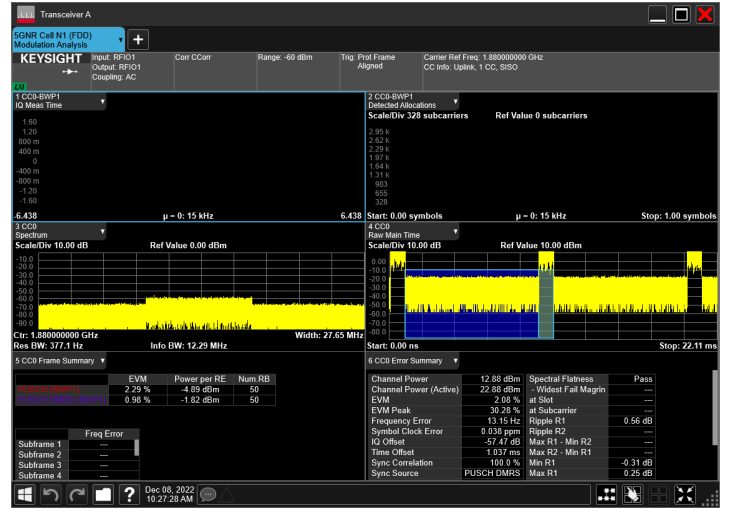 Transceiver A
5GNR Cell N1 (FDD)
Modulation Analysis
KEYSIGHT
Input: RFIO1
Output: RFIO1
Coupling: AC
Corr CCorr
Range: -60 dBm
Trig: Prot Frame
Aligned
Carrier Ref Freq: 1.880000000 GHz
CC Info: Uplink, 1 CC, SISO
LXI
1 CC0-BWP1
IQ Meas Time
1.60
1.20
800 m
400 m
0
-400 m
-800 m
-1.20
-1.60
-6.438
μ = 0: 15 kHz
6.438
2 CC0-BWP1
Detected Allocations
Scale/Div 328 subcarriers
Ref Value 0 subcarriers
2.95 k
2.62 k
2.29 k
1.97 k
1.64 k
1.31 k
983
655
328
Start: 0.00 symbols
μ = 0: 15 kHz
Stop: 1.00 symbols
3 CC0
Spectrum
Scale/Div 10.00 dB
Ref Value 0.00 dBm
-10.0
-20.0
-30.0
-40.0
-50.0
-60.0
-70.0
-80.0
-90.0
Ctr: 1.880000000 GHz
Width: 27.65 MHz
Res BW: 377.1 Hz
Info BW: 12.29 MHz
4 CC0
Raw Main Time
Scale/Div 10.00 dB
Ref Value 10.00 dBm
0.00
-10.0
-20.0
-30.0
-40.0
-50.0
-60.0
-70.0
-80.0
Start: 0.00 ns
Stop: 22.11 ms
5 CC0 Frame Summary
EVM Power per RE Num.RB
2.29 % -4.89 dBm 50
0.98 % -1.82 dBm 50
Freq Error
Subframe 1 ---
Subframe 2 ---
Subframe 3 ---
Subframe 4 ---
6 CC0 Error Summary
Channel Power 12.88 dBm Spectral Flatness Pass
Channel Power (Active) 22.88 dBm - Widest Fail Magrin ---
EVM 2.08 % at Slot ---
EVM Peak 30.28 % at Subcarrier ---
Frequency Error 13.15 Hz Ripple R1 0.56 dB
Symbol Clock Error 0.038 ppm Ripple R2 ---
IQ Offset -57.47 dB Max R1 - Min R2 ---
Time Offset 1.037 ms Max R2 - Min R1 ---
Sync Correlation 100.0 % Min R1 -0.31 dB
Sync Source PUSCH DMRS Max R1 0.25 dB
Dec 08, 2022
10:27:28 AM